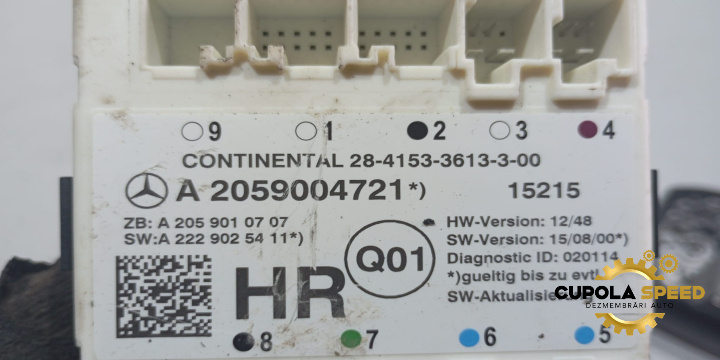 9 1 2 3 4
CONTINENTAL 28-4153-3613-3-00
A 2059004721*) 15215
ZB: A 205 901 07 07
SW:A 222 902 54 11*)
HW-Version: 12/48
SW-Version: 15/08/00*)
Diagnostic ID: 020114
*)gueltig bis zu evtl.
HR
Q01
CUPOLA SPEED
DEZMEMBRĂRI AUTO
8 7 6 5